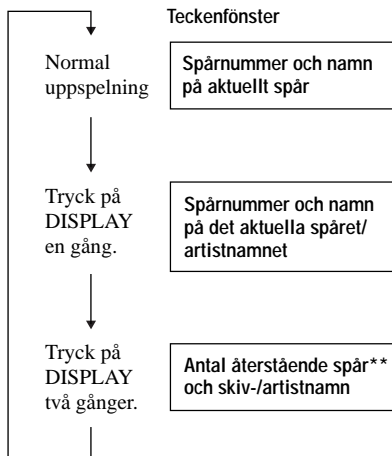 Teckenfönster
Normal
uppspelning
Spårnummer och namn
på aktuellt spår
Tryck på
DISPLAY
en gång.
Spårnummer och namn
på det aktuella spåret/
artistnamnet
Tryck på
DISPLAY
två gånger.
Antal återstående spår**
och skiv-/artistnamn